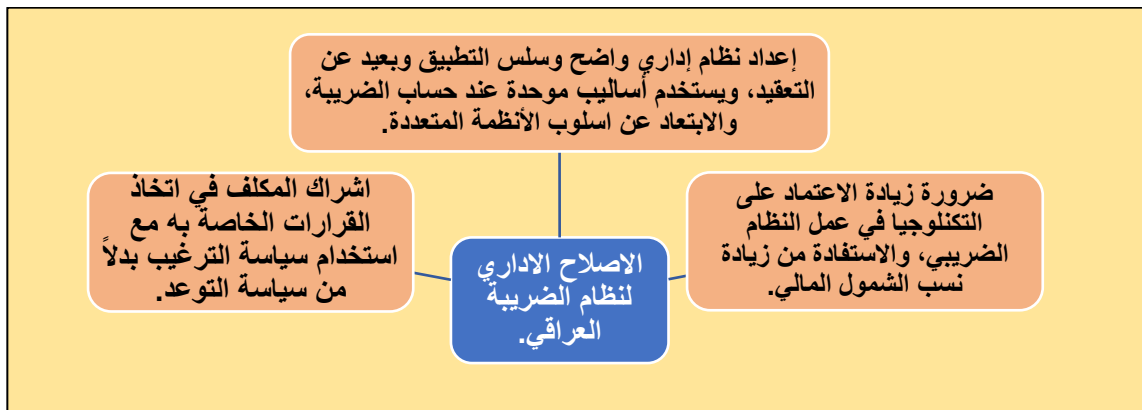 إعداد نظام إداري واضح وسلس التطبيق وبعيد عن
التعقيد، ويستخدم أساليب موحدة عند حساب الضريبة،
والابتعاد عن اسلوب الأنظمة المتعددة.
ضرورة زيادة الاعتماد على
التكنلوجيا في عمل النظام
الضريبي، والاستفادة من زيادة
نسب الشمول المالي.
اشراك المكلف في اتخاذ
القرارات الخاصة به مع
استخدام سياسة الترغيب بدلاً
من سياسة التوعد.
الاصلاح الاداري
لنظام الضريبة
العراقي.